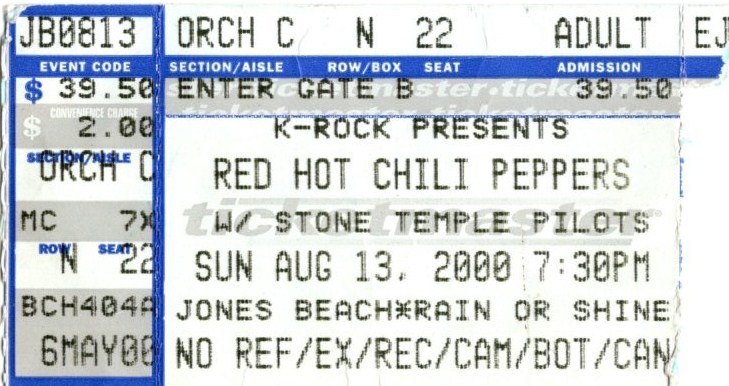 JB0813 ORCH C N 22 ADULT EJ
EVENT CODE SECTION/AISLE ROW/BOX SEAT ADMISSION
$ 39.50 ENTER GATE B 39.50
CONVENIENCE CHARGE
$ 2.00 K-ROCK PRESENTS
SECTION/AISLE
ORCH C RED HOT CHILI PEPPERS
MC 7X W/ STONE TEMPLE PILOTS
ticketmaster
ROW SEAT
N 22 SUN AUG 13, 2000 7:30PM
BCH404A JONES BEACH*RAIN OR SHINE
6MAY00 NO REF/EX/REC/CAM/BOT/CAN